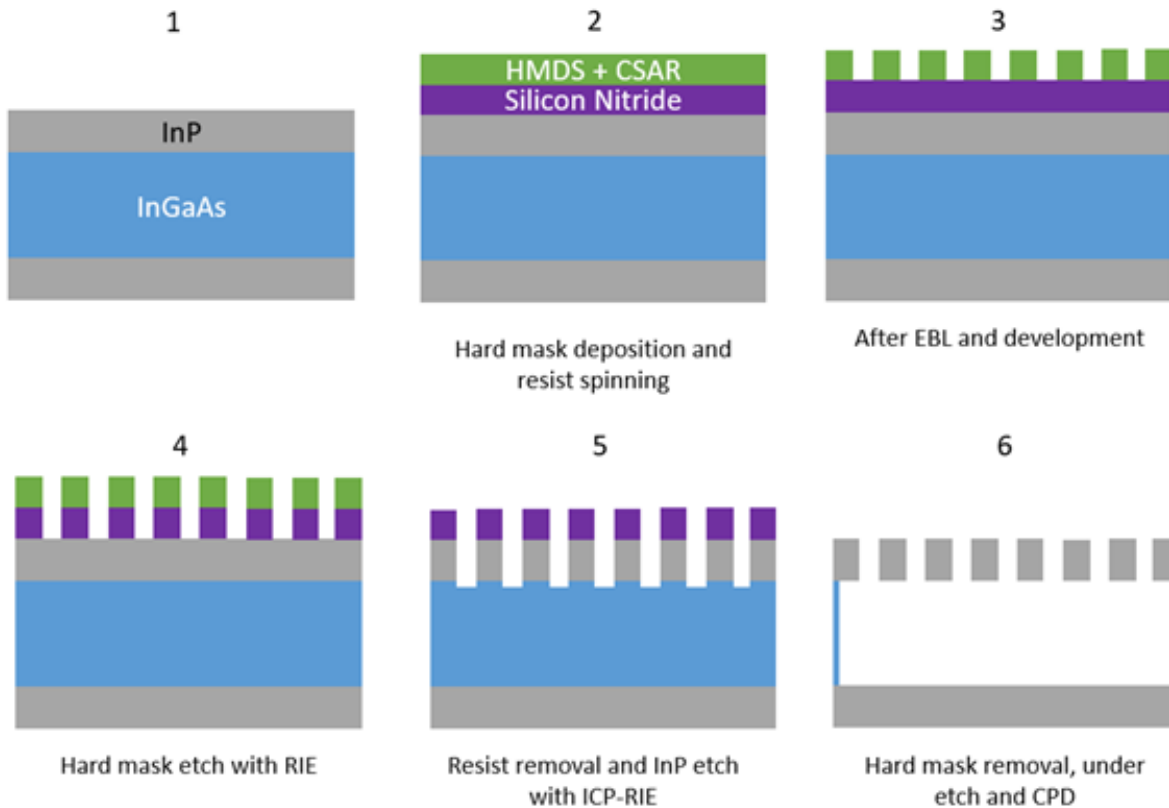 1
InP
InGaAs
2
HMDS + CSAR
Silicon Nitride
Hard mask deposition and
resist spinning
3
After EBL and development
4
Hard mask etch with RIE
5
Resist removal and InP etch
with ICP-RIE
6
Hard mask removal, under
etch and CPD